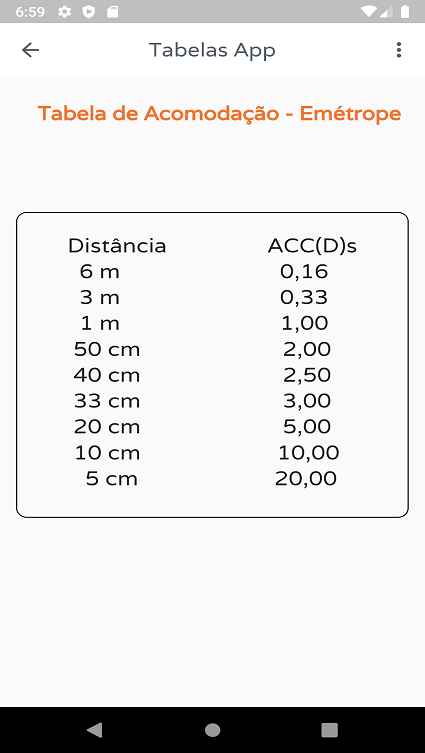 6:59
Tabelas App
Tabela de Acomodação - Emétrope
Distância ACC(D)s
6 m 0,16
3 m 0,33
1 m 1,00
50 cm 2,00
40 cm 2,50
33 cm 3,00
20 cm 5,00
10 cm 10,00
5 cm 20,00